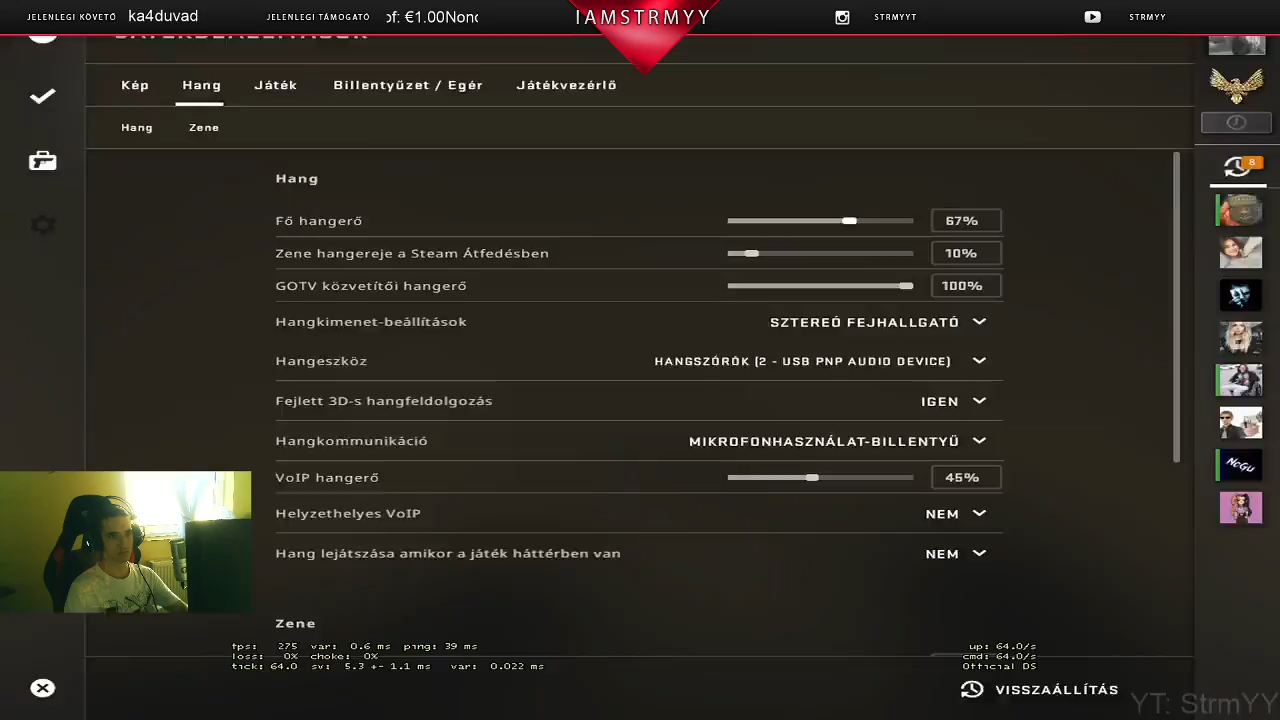 JELENLEGI KÖVETŐ ka4duvad JELENLEGI TÁMOGATÓ of: €1.00 IAMSTRMYY STRMYYT STRMYY
Kép Hang Játék Billentyűzet / Egér Játékvezérlő
Hang Zene
8
Hang
Fő hangerő 67%
Zene hangereje a Steam Átfedésben 10%
GOTV közvetítői hangerő 100%
Hangkimenet-beállítások SZTEREÓ FEJHALLGATÓ
Hangeszköz HANGSZÓRÓK (2 - USB PNP AUDIO DEVICE)
Fejlett 3D-s hangfeldolgozás IGEN
Hangkommunikáció MIKROFONHASZNÁLAT-BILLENTYŰ
NCGU
VoIP hangerő 45%
Helyzethelyes VoIP NEM
Hang lejátszása amikor a játék háttérben van NEM
Zene
fps: 275 var: 0.6 ms ping: 39 ms up: 64.0/s
loss: 0% choke: 0% cmd: 64.0/s
tick: 64.0 sv: 5.3 +- 1.1 ms var: 0.022 ms Official DS
VISSZAÁLLÍTÁS
YT: StrmYY